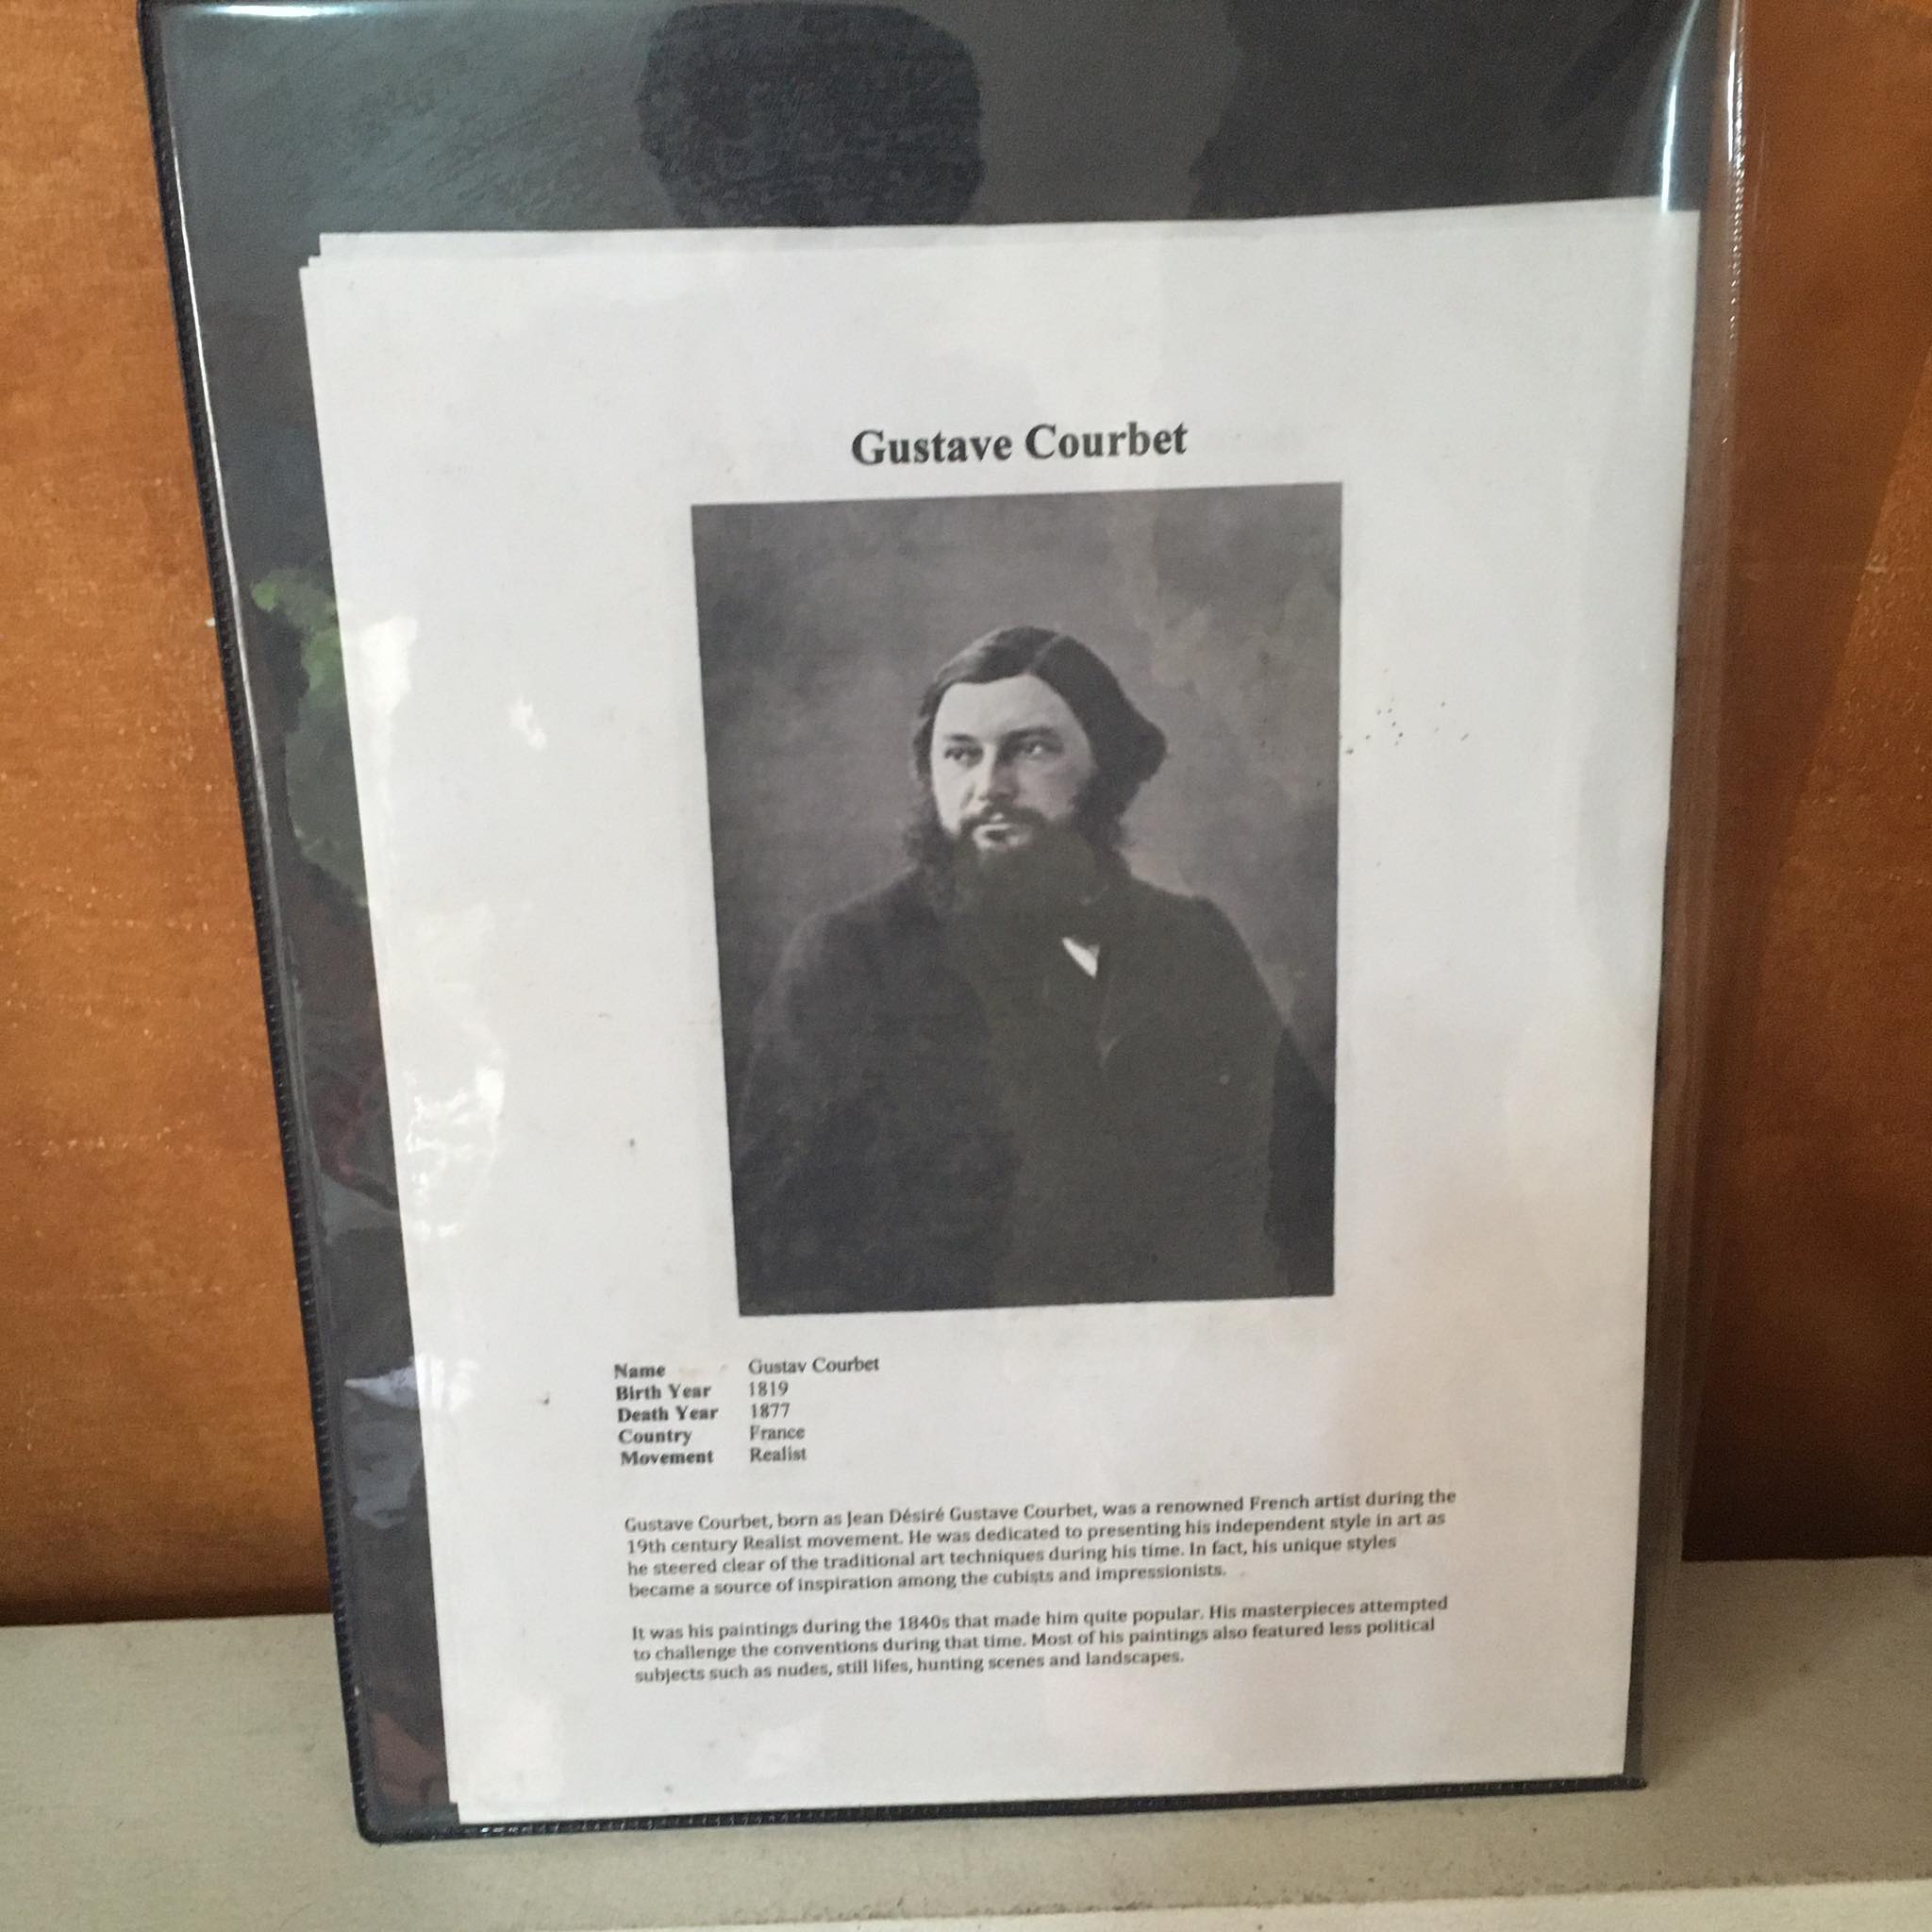 Gustave Courbet
Name Gustav Courbet
Birth Year 1819
Death Year 1877
Country France
Movement Realist
Gustave Courbet, born as Jean Désiré Gustave Courbet, was a renowned French artist during the
19th century Realist movement. He was dedicated to presenting his independent style in art as
he steered clear of the traditional art techniques during his time. In fact, his unique styles
became a source of inspiration among the cubists and impressionists.
It was his paintings during the 1840s that made him quite popular. His masterpieces attempted
to challenge the conventions during that time. Most of his paintings also featured less political
subjects such as nudes, still lifes, hunting scenes and landscapes.